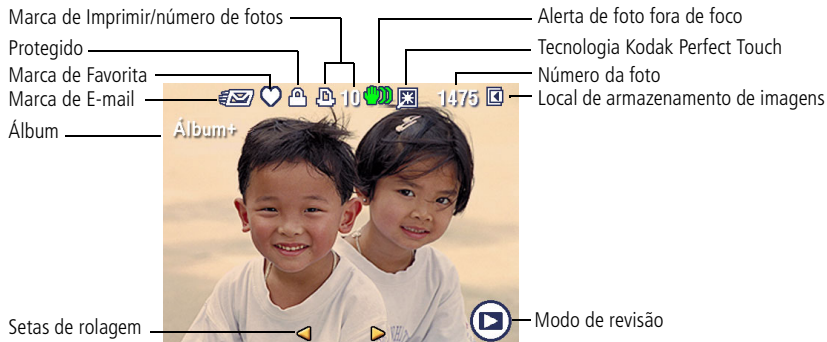 Marca de Imprimir/número de fotos
Protegido
Marca de Favorita
Marca de E-mail
Álbum
Alerta de foto fora de foco
Tecnologia Kodak Perfect Touch
Número da foto
Local de armazenamento de imagens
10
1475
Álbum+
Setas de rolagem
Modo de revisão